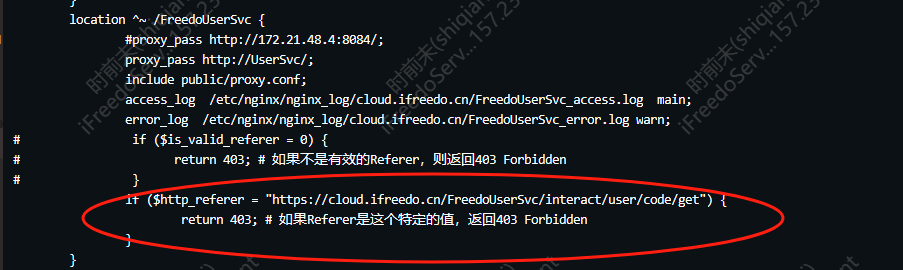 }
location ^~ /FreedoUserSvc {
#proxy_pass http://172.21.48.4:8084/;
proxy_pass http://UserSvc/;
include public/proxy.conf;
access_log /etc/nginx/nginx_log/cloud.ifreedo.cn/FreedoUserSvc_access.log main;
error_log /etc/nginx/nginx_log/cloud.ifreedo.cn/FreedoUserSvc_error.log warn;
# if ($is_valid_referer = 0) {
# return 403; # 如果不是有效的Referer，则返回403 Forbidden
# }
if ($http_referer = "https://cloud.ifreedo.cn/FreedoUserSvc/interact/user/code/get") {
return 403; # 如果Referer是这个特定的值，返回403 Forbidden
}
}